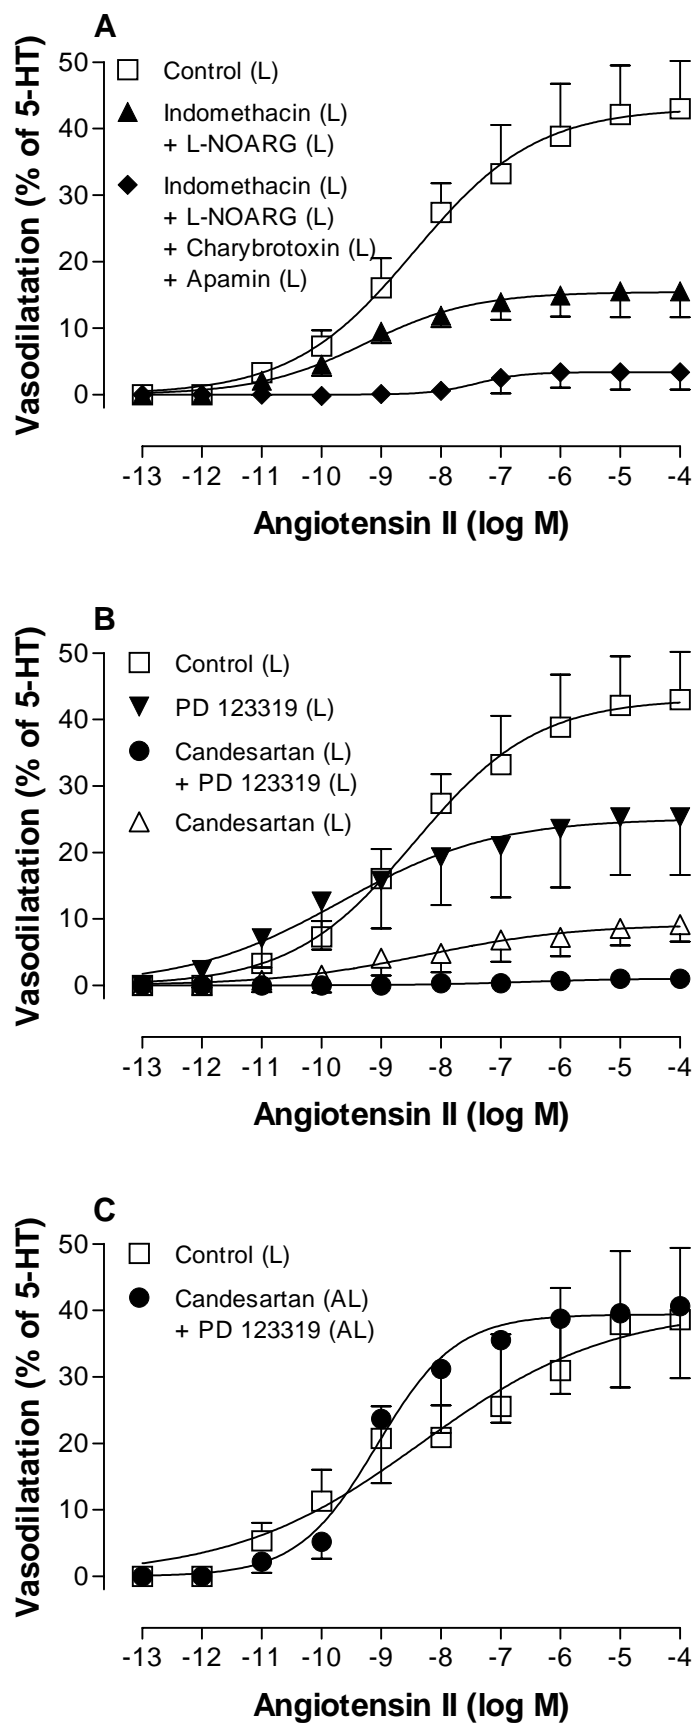 A
Vasodilatation (% of 5-HT)
50
40
30
20
10
0
Control (L)
Indomethacin (L)
+ L-NOARG (L)
Indomethacin (L)
+ L-NOARG (L)
+ Charybrotoxin (L)
+ Apamin (L)
-13 -12 -11 -10 -9 -8 -7 -6 -5 -4
Angiotensin II (log M)
B
Vasodilatation (% of 5-HT)
50
40
30
20
10
0
Control (L)
PD 123319 (L)
Candesartan (L)
+ PD 123319 (L)
Candesartan (L)
-13 -12 -11 -10 -9 -8 -7 -6 -5 -4
Angiotensin II (log M)
C
Vasodilatation (% of 5-HT)
50
40
30
20
10
0
Control (L)
Candesartan (AL)
+ PD 123319 (AL)
-13 -12 -11 -10 -9 -8 -7 -6 -5 -4
Angiotensin II (log M)